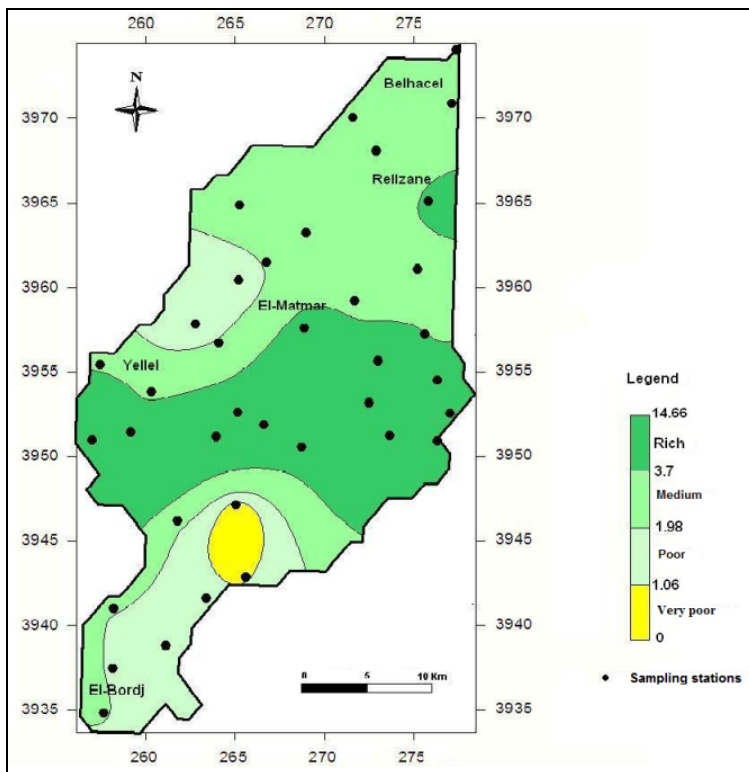 260 265 270 275
Belhacel
N
3970 3970
Relizane
3965 3965
3960 3960
El-Matmar
Yellel
3955 3955
Legend
14.66
Rich
3.7
3950 3950
Medium
1.98
3945 3945
Poor
1.06
Very poor
0
3940 3940
Sampling stations
El-Bordj
0 5 10 Km
3935 3935
260 265 270 275